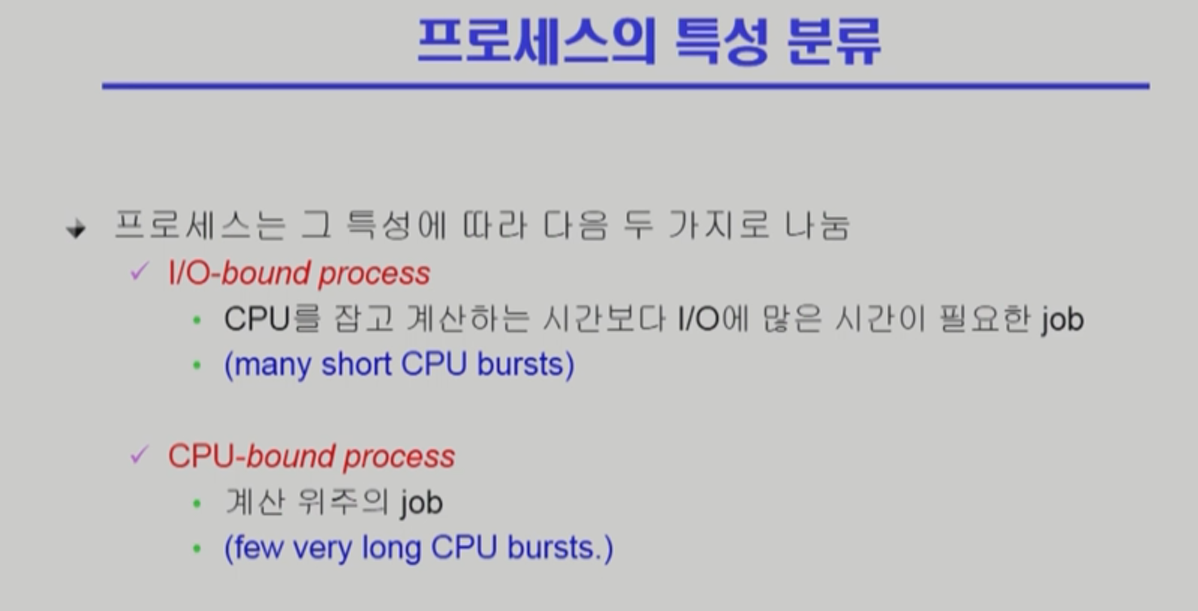 프로세스의 특성 분류
프로세스는 그 특성에 따라 다음 두 가지로 나눔
I/O-bound process
CPU를 잡고 계산하는 시간보다 I/O에 많은 시간이 필요한 job
(many short CPU bursts)
CPU-bound process
계산 위주의 job
(few very long CPU bursts.)